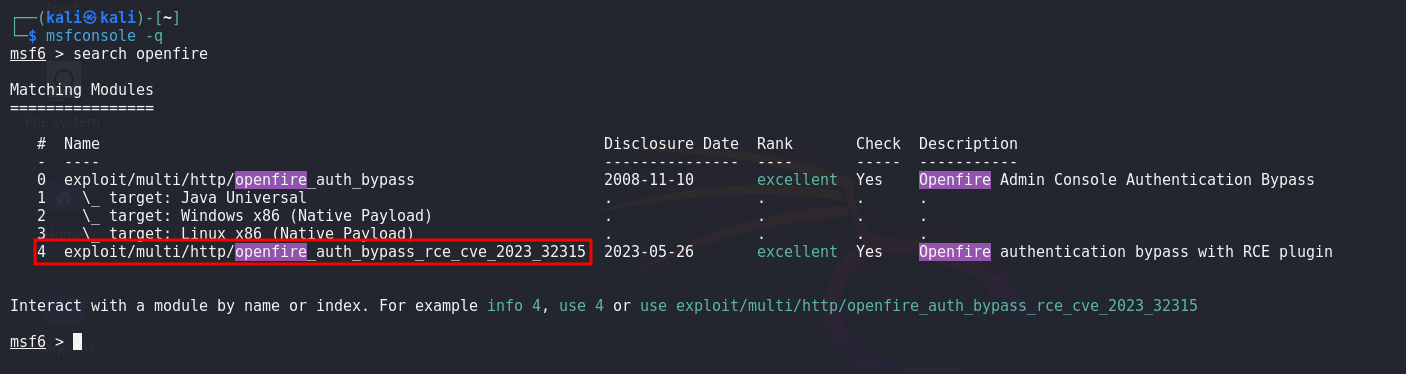 ┌──(kali㉿kali)-[~]
└─$ msfconsole -q
msf6 > search openfire
Matching Modules
================
#  Name                                                        Disclosure Date  Rank       Check  Description
-  ----                                                        ---------------  ----       -----  -----------
0  exploit/multi/http/openfire_auth_bypass                     2008-11-10       excellent  Yes    Openfire Admin Console Authentication Bypass
1    \_ target: Java Universal                                 .                .          .      .
2    \_ target: Windows x86 (Native Payload)                   .                .          .      .
3    \_ target: Linux x86 (Native Payload)                     .                .          .      .
4  exploit/multi/http/openfire_auth_bypass_rce_cve_2023_32315  2023-05-26       excellent  Yes    Openfire authentication bypass with RCE plugin
Interact with a module by name or index. For example info 4, use 4 or use exploit/multi/http/openfire_auth_bypass_rce_cve_2023_32315
msf6 >
File System